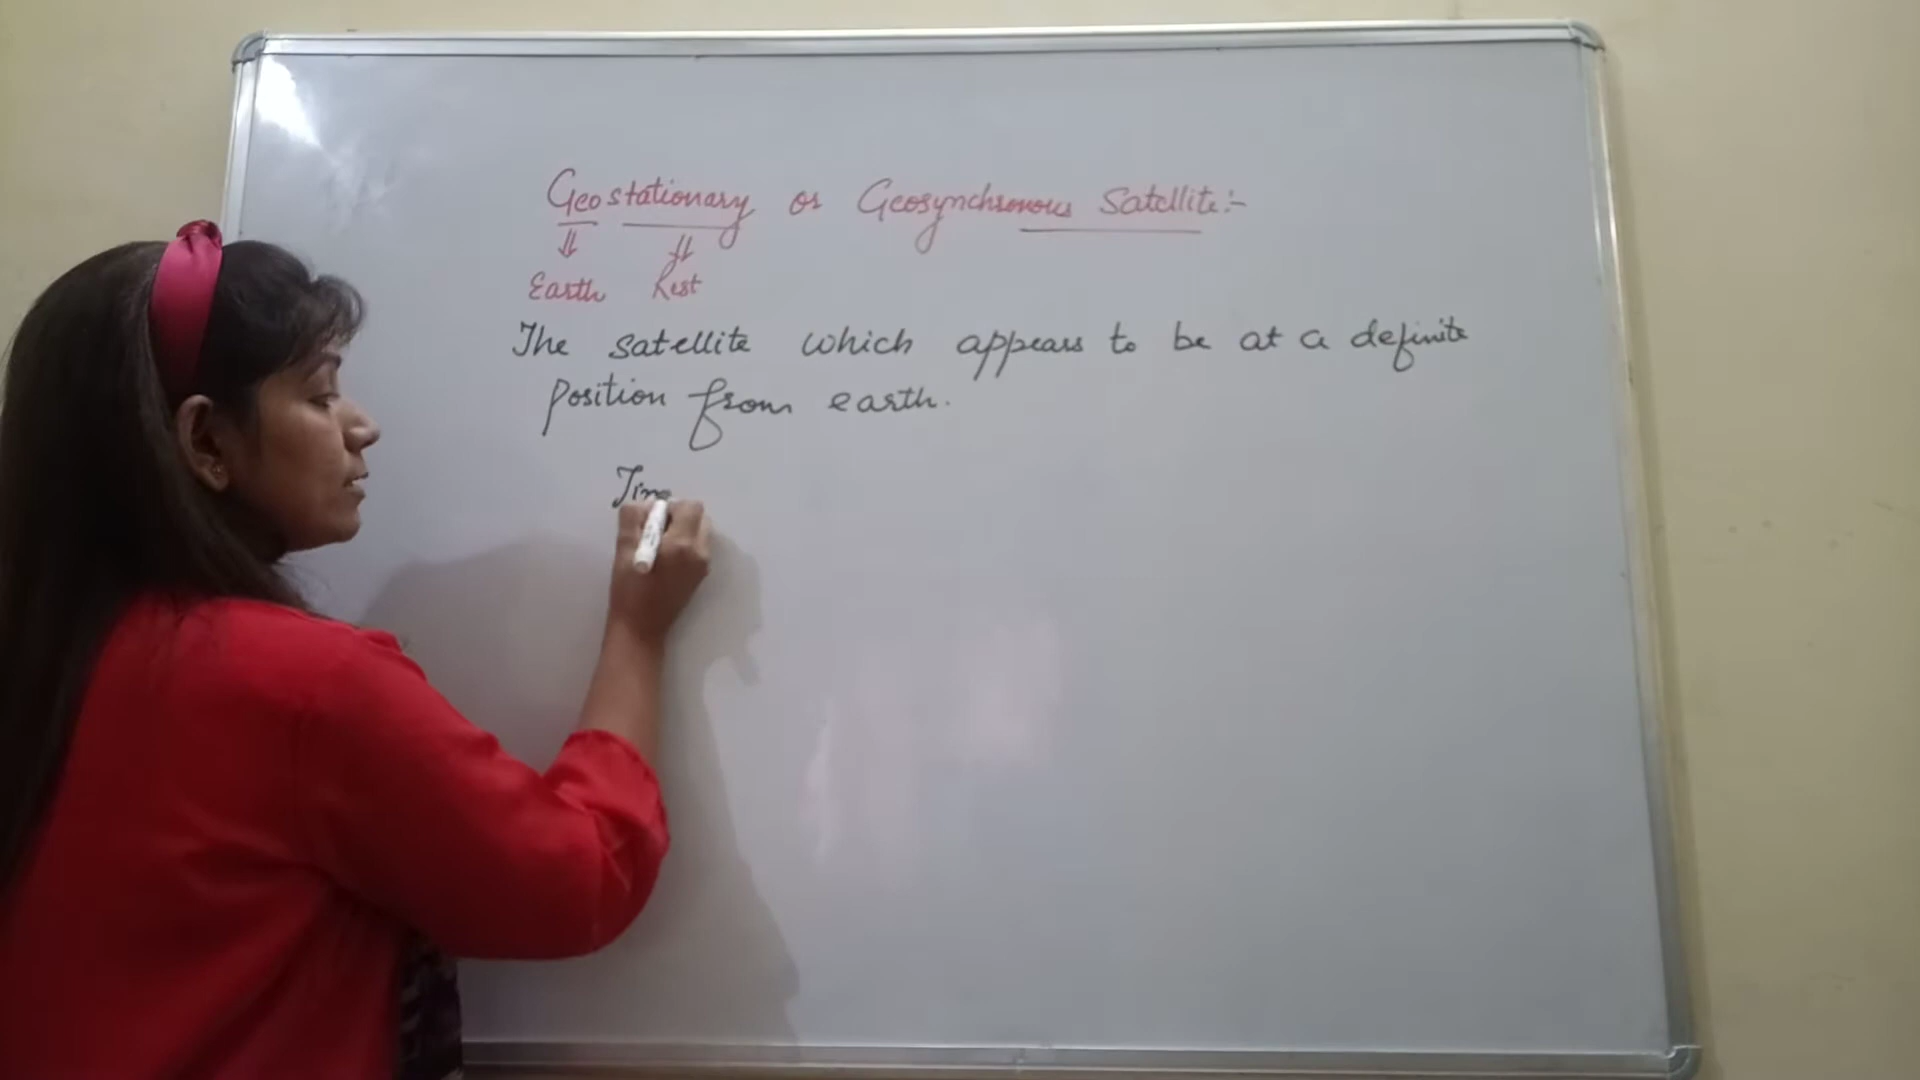 Geostationary or Geosynchronous Satellite:-
⇓ ⇓
Earth Rest
The satellite which appears to be at a definite
position from earth.